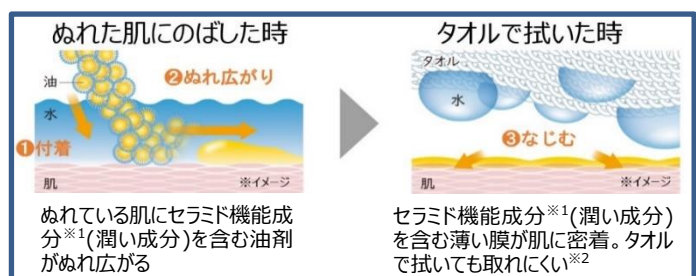 ぬれた肌にのばした時
油
水
❶付着
❷ぬれ広がり
肌
※イメージ
ぬれている肌にセラミド機能成
分※1(潤い成分)を含む油剤
がぬれ広がる
タオルで拭いた時
タオル
水
❸なじむ
肌
※イメージ
セラミド機能成分※1(潤い成分)
を含む薄い膜が肌に密着。タオル
で拭いても取れにくい※2